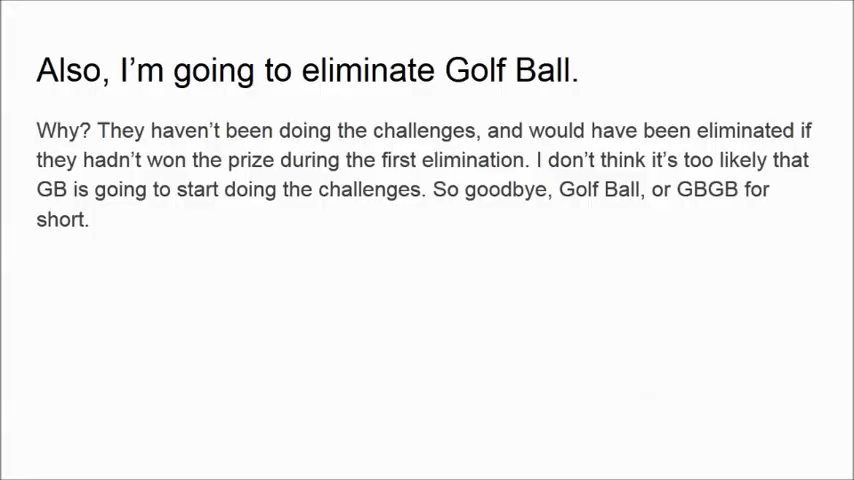 Also, I’m going to eliminate Golf Ball.
Why? They haven’t been doing the challenges, and would have been eliminated if
they hadn’t won the prize during the first elimination. I don’t think it’s too likely that
GB is going to start doing the challenges. So goodbye, Golf Ball, or GBGB for
short.